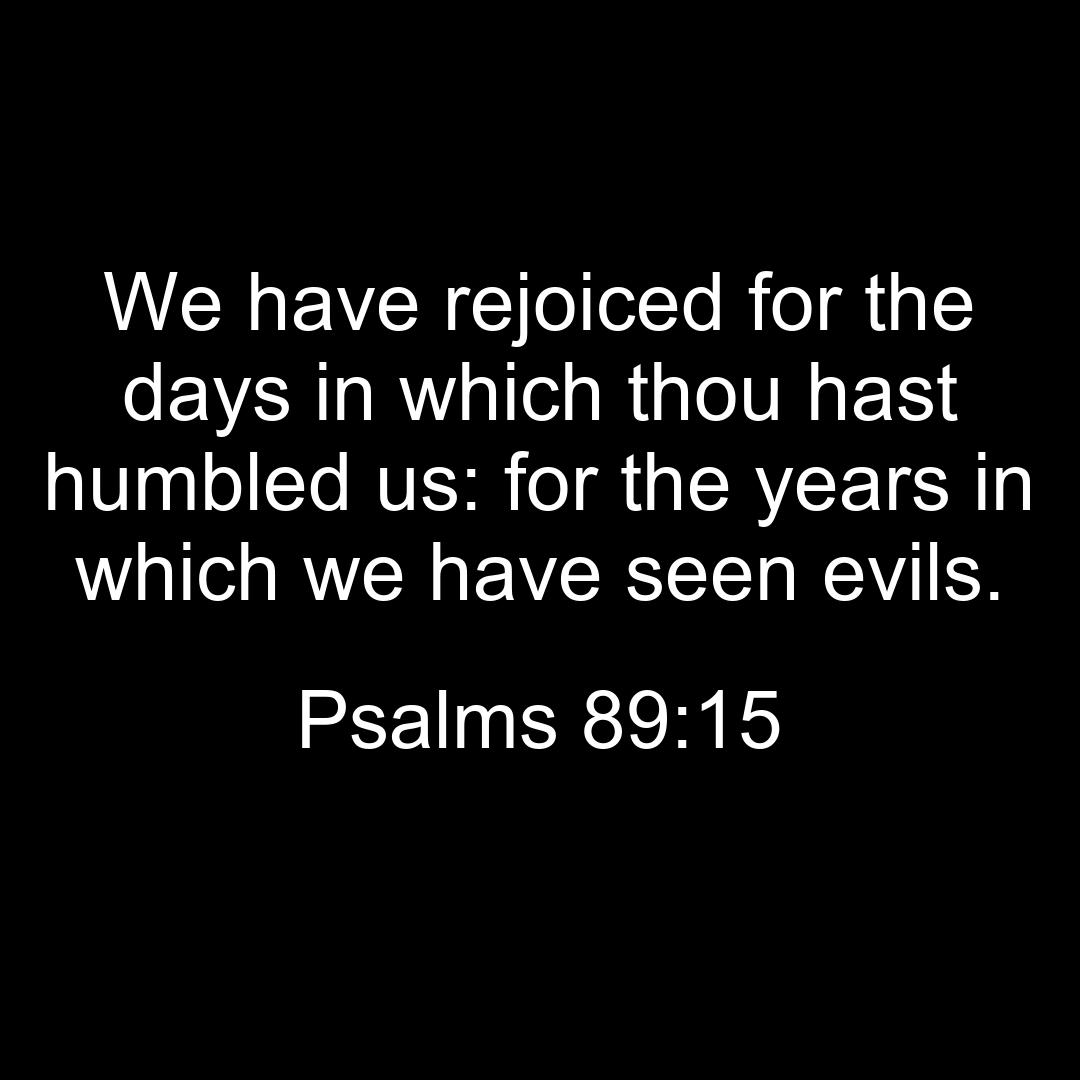 We have rejoiced for the
days in which thou hast
humbled us: for the years in
which we have seen evils.
Psalms 89:15